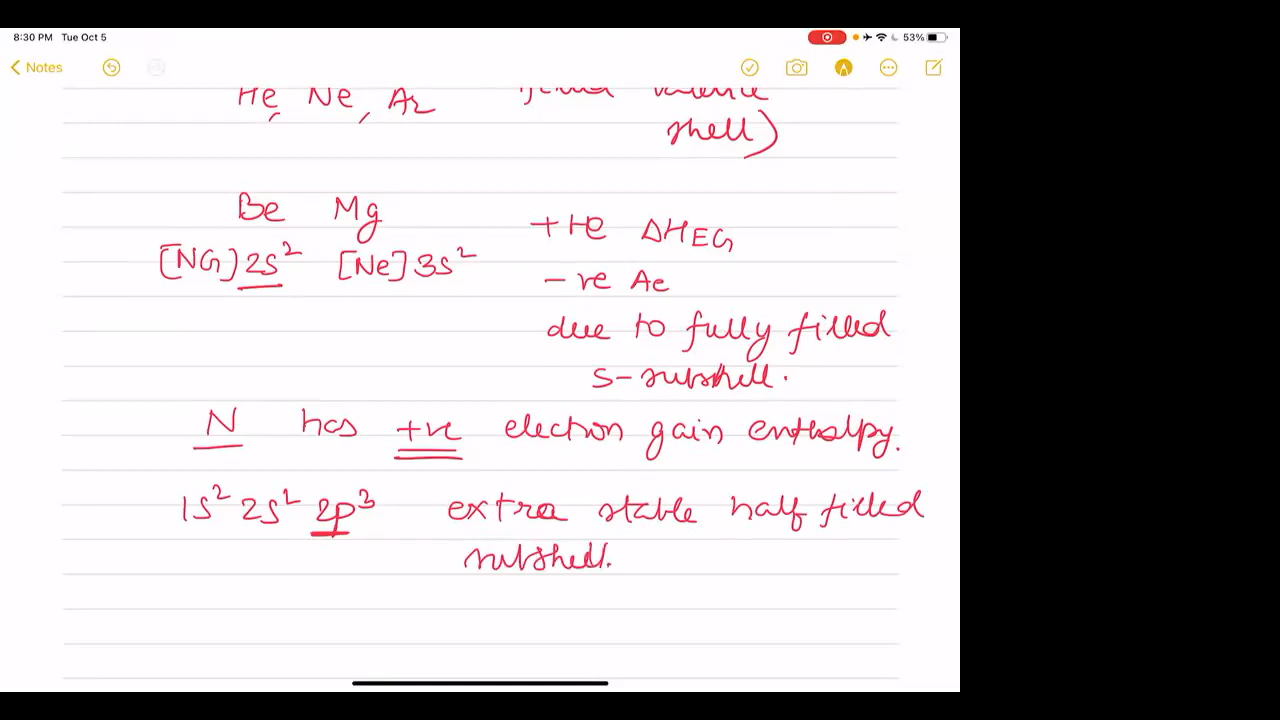 8:30 PM Tue Oct 5
53%
Notes
He, Ne, Ar
shell)
Be Mg
[NG) 2s² [Ne] 3s²
+ve ΔHEG
-ve Ae
due to fully filled
s-subshell.
N has +ve electron gain enthalpy.
1s² 2s² 2p³ extra stable half filled
subshell.